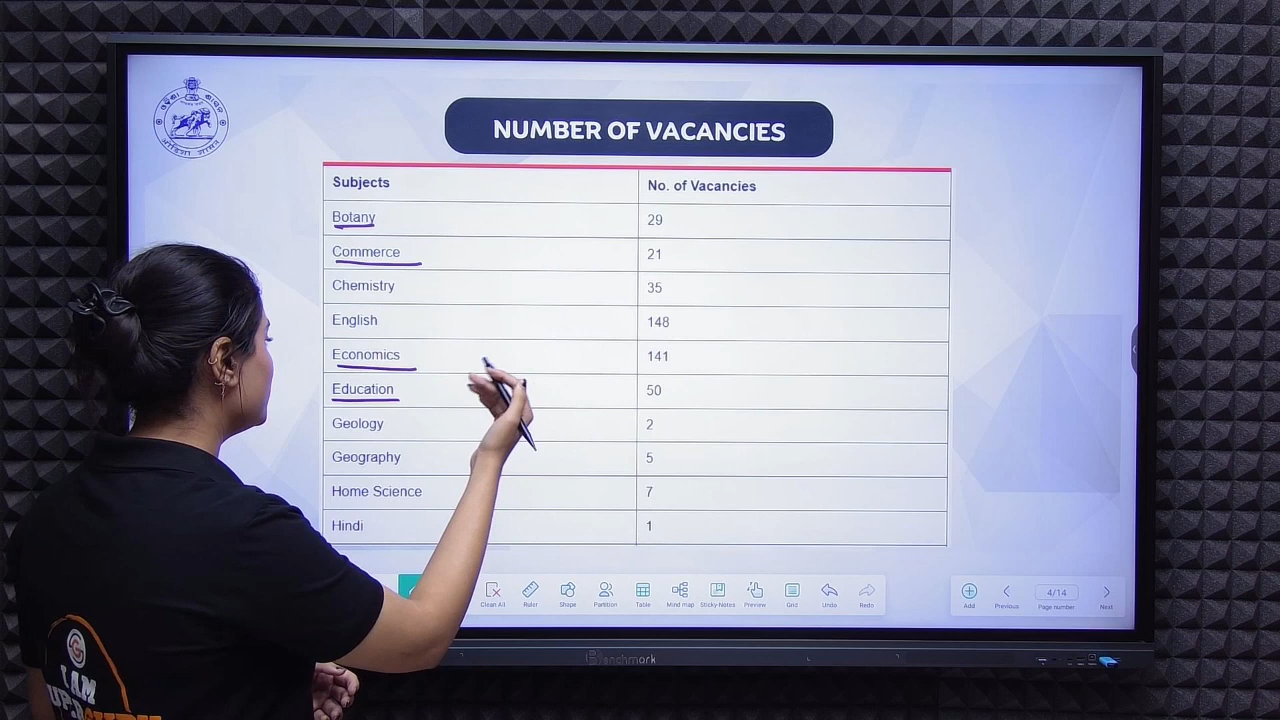 NUMBER OF VACANCIES
Subjects No. of Vacancies
Botany 29
Commerce 21
Chemistry 35
English 148
Economics 141
Education 50
Geology 2
Geography 5
Home Science 7
Hindi 1
Clean All Ruler Shape Partition Table Mind map Sticky-Notes Preview Grid Undo Redo
Add Previous 4/14 Page number Next
Benchmark
I AM